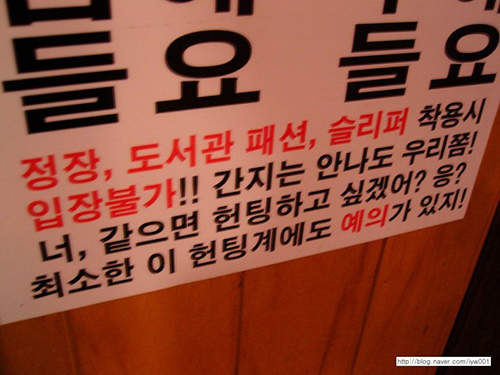 들요 들요
정장, 도서관 패션, 슬리퍼 착용시
입장불가!! 간지는 안나도 우리쫌!
너, 같으면 헌팅하고 싶겠어? 응?
최소한 이 헌팅계에도 예의가 있지!
http://blog.naver.com/iyw001